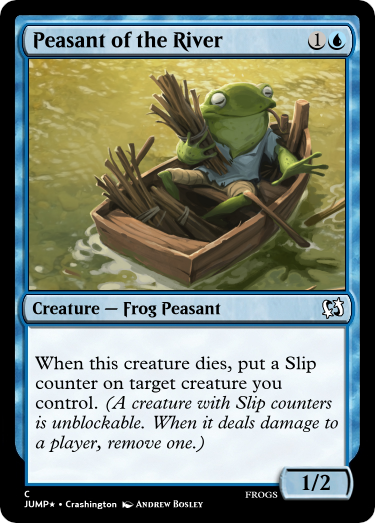 Peasant of the River 1
Creature — Frog Peasant
When this creature dies, put a Slip
counter on target creature you
control. (A creature with Slip counters
is unblockable. When it deals damage to
a player, remove one.)
1/2
C FROGS
JUMP★ • Crashington Andrew Bosley